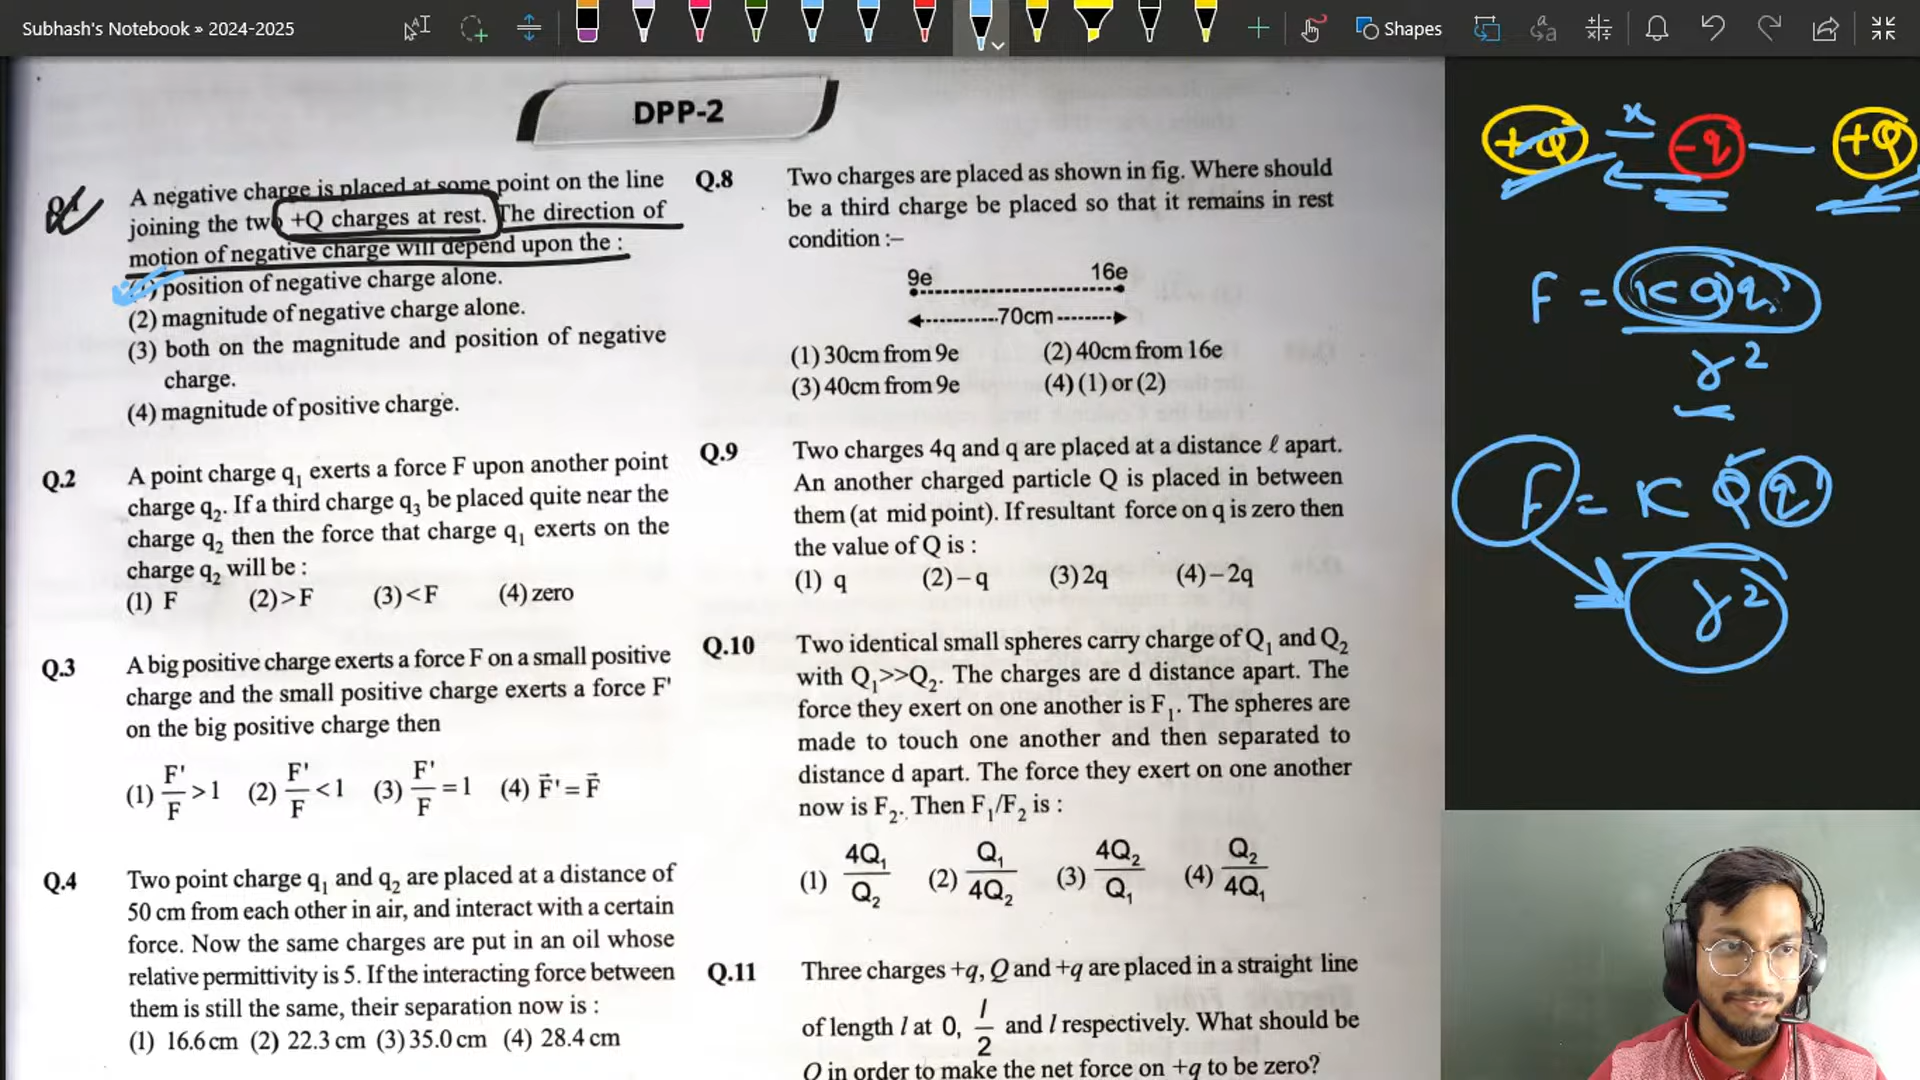 Subhash's Notebook » 2024-2025
Shapes
DPP-2
A negative charge is placed at some point on the line
joining the two +Q charges at rest. The direction of
motion of negative charge will depend upon the :
position of negative charge alone.
(2) magnitude of negative charge alone.
(3) both on the magnitude and position of negative
charge.
(4) magnitude of positive charge.
Q.2 A point charge q₁ exerts a force F upon another point
charge q₂. If a third charge q₃ be placed quite near the
charge q₂ then the force that charge q₁ exerts on the
charge q₂ will be :
(1) F (2) > F (3) < F (4) zero
Q.3 A big positive charge exerts a force F on a small positive
charge and the small positive charge exerts a force F'
on the big positive charge then
(1) F'/F > 1 (2) F'/F < 1 (3) F'/F = 1 (4) F⃗' = F⃗
Q.4 Two point charge q₁ and q₂ are placed at a distance of
50 cm from each other in air, and interact with a certain
force. Now the same charges are put in an oil whose
relative permittivity is 5. If the interacting force between
them is still the same, their separation now is :
(1) 16.6 cm (2) 22.3 cm (3) 35.0 cm (4) 28.4 cm
Q.8 Two charges are placed as shown in fig. Where should
be a third charge be placed so that it remains in rest
condition :–
9e 16e
70cm
(1) 30cm from 9e (2) 40cm from 16e
(3) 40cm from 9e (4) (1) or (2)
Q.9 Two charges 4q and q are placed at a distance ℓ apart.
An another charged particle Q is placed in between
them (at mid point). If resultant force on q is zero then
the value of Q is :
(1) q (2) – q (3) 2q (4) – 2q
Q.10 Two identical small spheres carry charge of Q₁ and Q₂
with Q₁>>Q₂. The charges are d distance apart. The
force they exert on one another is F₁. The spheres are
made to touch one another and then separated to
distance d apart. The force they exert on one another
now is F₂. Then F₁/F₂ is :
(1) 4Q₁/Q₂ (2) Q₁/4Q₂ (3) 4Q₂/Q₁ (4) Q₂/4Q₁
Q.11 Three charges +q, Q and +q are placed in a straight line
of length l at 0, l/2 and l respectively. What should be
Q in order to make the net force on +q to be zero?
+Q x -q +Q
F = KQq/r²
F = KQq/r²